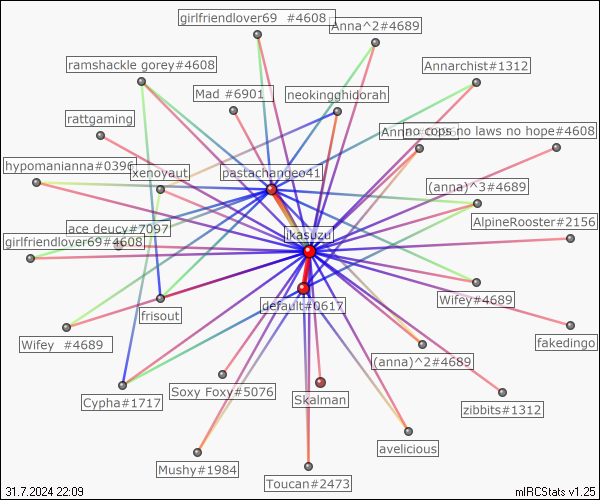 girlfriendlover69 #4608
Anna^2#4689
ramshackle gorey#4608
Annarchist#1312
Mad #6901
neokingghidorah
rattgaming
no cops no laws no hope#4608
hypomanianna#0396
xenoyaut
pastachangeo41
(anna)^3#4689
ace deucy#7097
AlpineRooster#2156
girlfriendlover69#4608
ikasuzu
Wifey#4689
default#0617
frisout
Wifey #4689
fakedingo
(anna)^2#4689
Soxy Foxy#5076
Skalman
Cypha#1717
zibbits#1312
avelicious
Mushy#1984
Toucan#2473
31.7.2024 22:09
mIRCStats v1.25